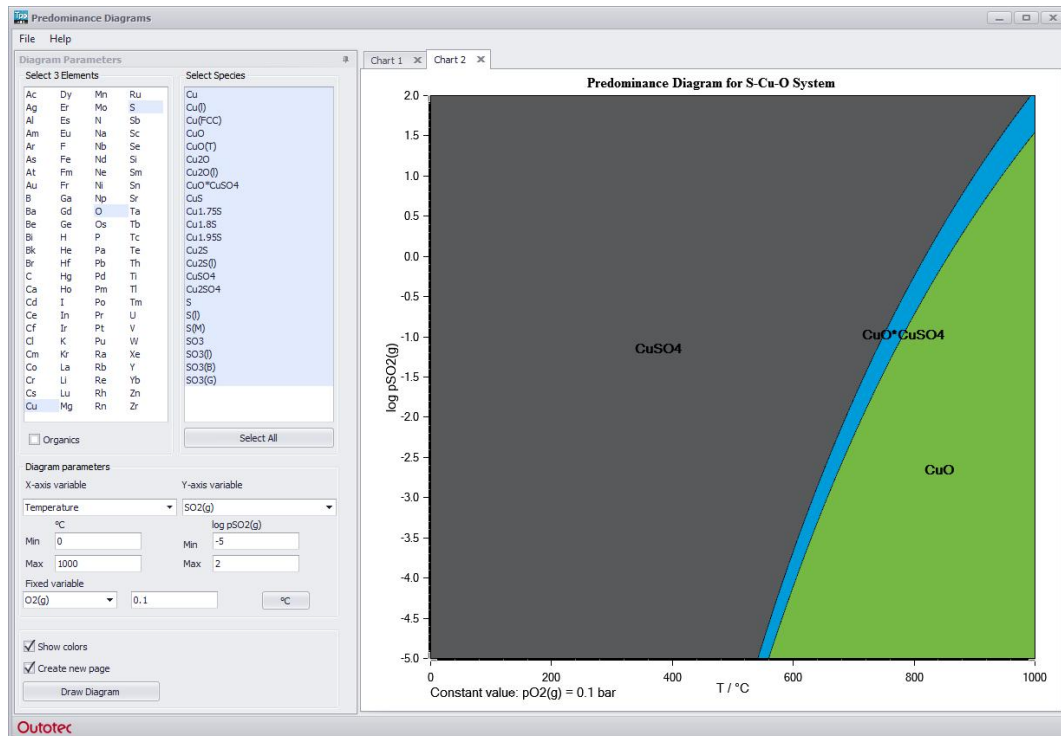 Predominance Diagrams
File Help
Diagram Parameters
Select 3 Elements
Ac Dy Mn Ru
Ag Er Mo S
Al Es N Sb
Am Eu Na Sc
Ar F Nb Se
As Fe Nd Si
At Fm Ne Sm
Au Fr Ni Sn
B Ga Np Sr
Ba Gd O Ta
Be Ge Os Tb
Bi H P Tc
Bk He Pa Te
Br Hf Pb Th
C Hg Pd Ti
Ca Ho Pm Tl
Cd I Po Tm
Ce In Pr U
Cf Ir Pt V
Cl K Pu W
Cm Kr Ra Xe
Co La Rb Y
Cr Li Re Yb
Cs Lu Rh Zn
Cu Mg Rn Zr
Organics
Select Species
Cu
Cu(l)
Cu(FCC)
CuO
CuO(T)
Cu2O
Cu2O(l)
CuO*CuSO4
CuS
Cu1.75S
Cu1.8S
Cu1.95S
Cu2S
Cu2S(l)
CuSO4
Cu2SO4
S
S(l)
S(M)
SO3
SO3(l)
SO3(B)
SO3(G)
Select All
Diagram parameters
X-axis variable Y-axis variable
Temperature SO2(g)
°C log pSO2(g)
Min 0 Min -5
Max 1000 Max 2
Fixed variable
O2(g) 0.1 °C
Show colors
Create new page
Draw Diagram
Outotec
Chart 1 Chart 2
Predominance Diagram for S-Cu-O System
2.0
1.5
1.0
0.5
0.0
-0.5
-1.0
-1.5
-2.0
-2.5
-3.0
-3.5
-4.0
-4.5
-5.0
log pSO2(g)
CuSO4
CuO*CuSO4
CuO
0 200 400 600 800 1000
T / °C
Constant value: pO2(g) = 0.1 bar